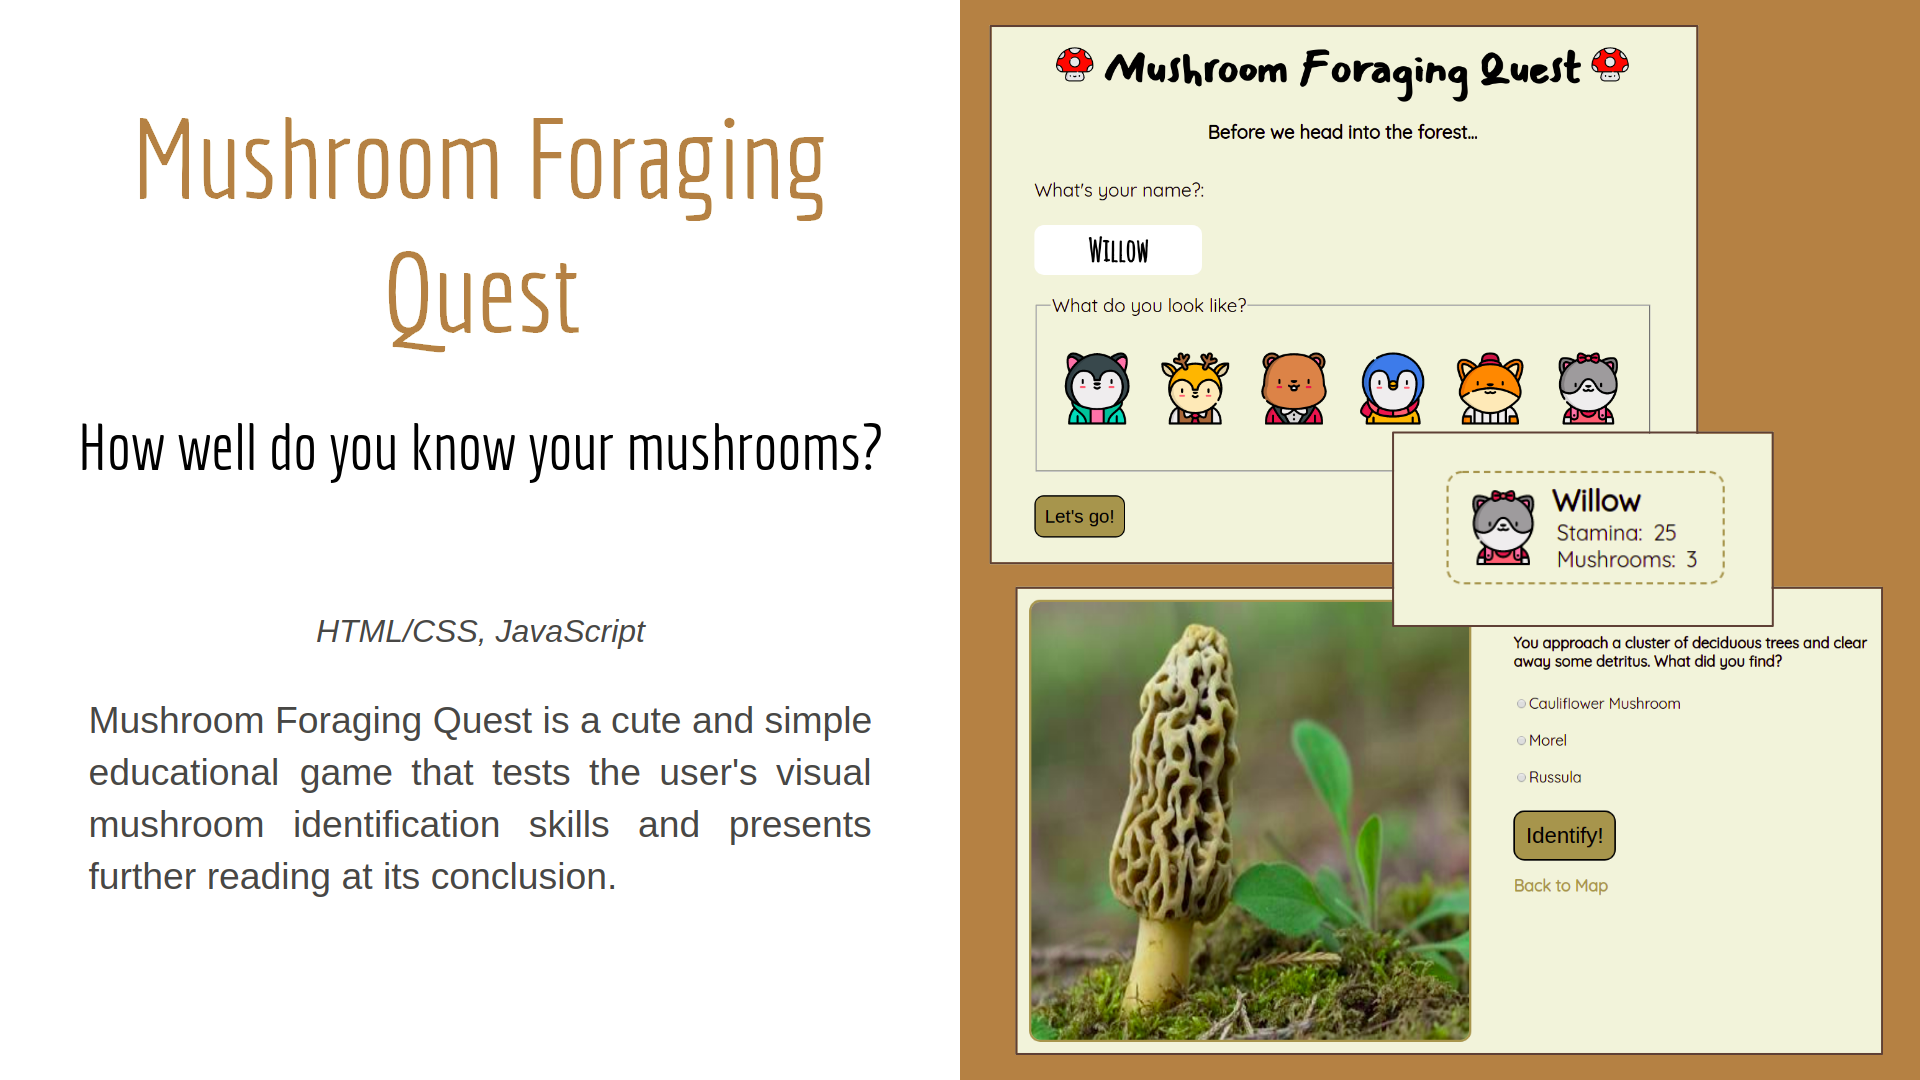 Mushroom Foraging
Quest
How well do you know your mushrooms?
HTML/CSS, JavaScript
Mushroom Foraging Quest is a cute and simple
educational game that tests the user's visual
mushroom identification skills and presents
further reading at its conclusion.
Mushroom Foraging Quest
Before we head into the forest...
What's your name?:
Willow
What do you look like?
Let's go!
Willow
Stamina: 25
Mushrooms: 3
You approach a cluster of deciduous trees and clear
away some detritus. What did you find?
Cauliflower Mushroom
Morel
Russula
Identify!
Back to Map